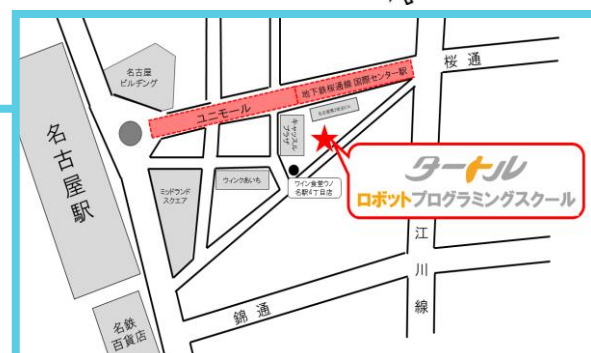 名古屋
ビルヂング
桜通
地下鉄桜通線 国際センター駅
ユニモール
キャッスル
プラザ
名古屋駅
ミッドランド
スクエア
ウィンクあいち
ワイン食堂ウノ
名駅4丁目店
タートル
ロボットプログラミングスクール
江川線
錦通
名鉄
百貨店